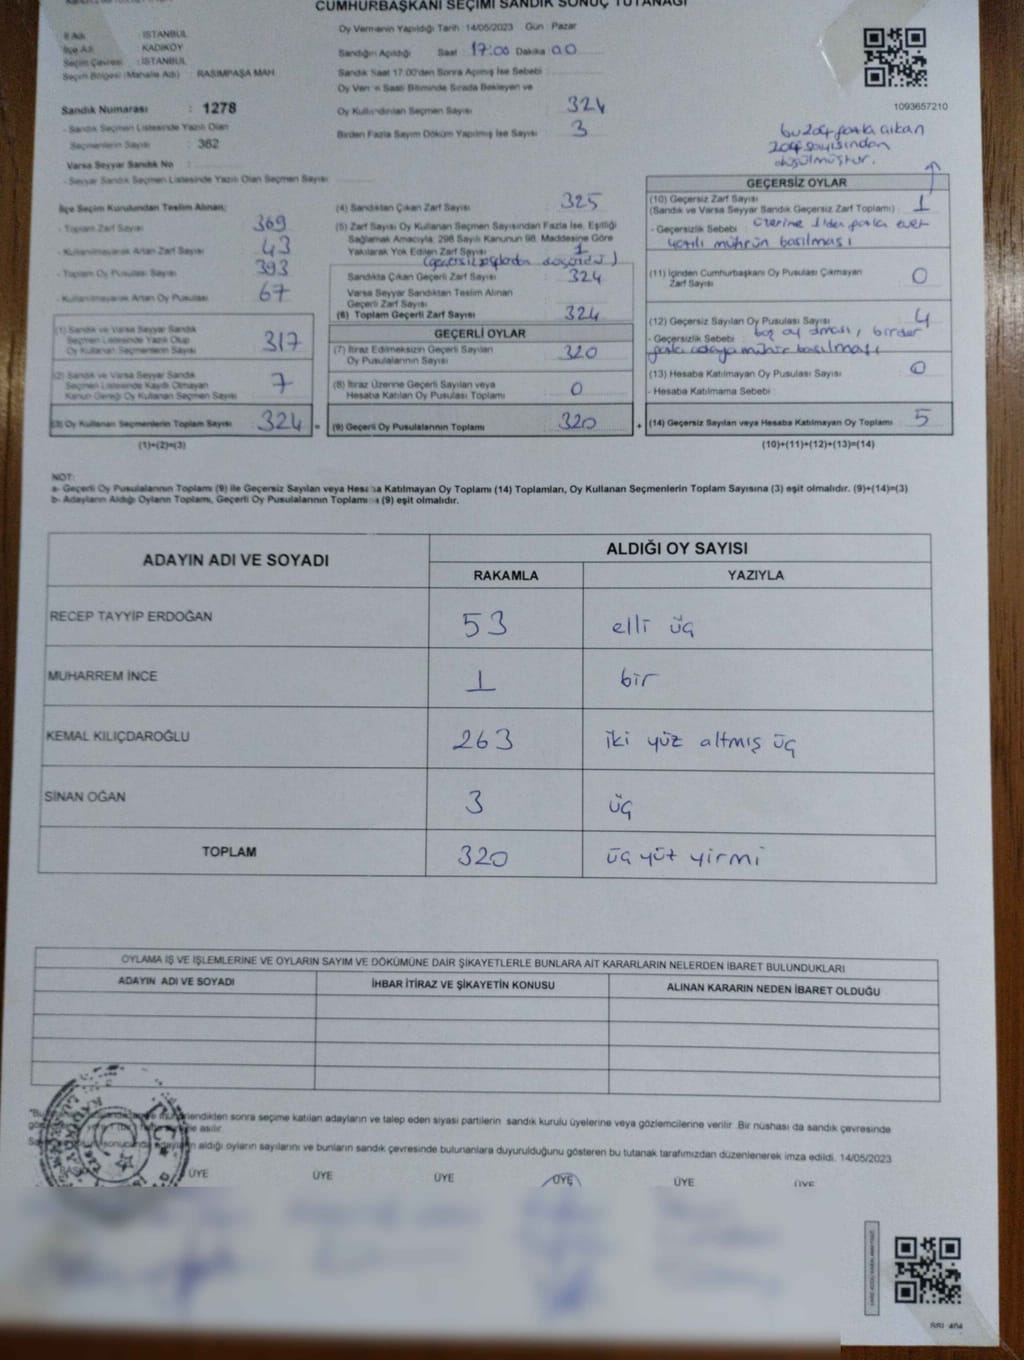 CUMHURBAŞKANI SEÇİMİ SANDIK SONUÇ TUTANAĞI
Oy Vermenin Yapıldığı Tarih :14/05/2023 Gün : Pazar
İl Adı : İSTANBUL
İlçe Adı : KADIKÖY
Seçim Çevresi : İSTANBUL
Seçim Bölgesi (Mahalle Adı) : RASIMPAŞA MAH
Sandığın Açıldığı Saat 17:00 Dakika 00
Sandık Saat 17:00'den Sonra Açılmış İse Sebebi
Sandık Numarası : 1278
- Sandık Seçmen Listesinde Yazılı Olan
Seçmenlerin Sayısı : 362
Varsa Seyyar Sandık No :
- Seyyar Sandık Seçmen Listesinde Yazılı Olan Seçmen Sayısı
Oy Verme Saati Bitiminde Sırada Bekleyen ve
Oy Kullandırılan Seçmen Sayısı 324
Birden Fazla Sayım Döküm Yapılmış İse Sayısı 3
1093657210
bu zarf fazla çıkan
zarf sayısından
düşülmüştür.
İlçe Seçim Kurulundan Teslim Alınan;
- Toplam Zarf Sayısı 369
- Kullanılmayarak Artan Zarf Sayısı 43
- Toplam Oy Pusulası Sayısı 393
- Kullanılmayarak Artan Oy Pusulası 67
(1) Sandık ve Varsa Seyyar Sandık
Seçmen Listesinde Yazılı Olup
Oy Kullanan Seçmenlerin Sayısı 317
(2) Sandık ve Varsa Seyyar Sandık
Seçmen Listesinde Kayıtlı Olmayan
Kanun Gereği Oy Kullanan Seçmen Sayısı 7
(3) Oy Kullanan Seçmenlerin Toplam Sayısı 324 =
(1)+(2)=(3)
(4) Sandıktan Çıkan Zarf Sayısı 325
(5) Zarf Sayısı Oy Kullanan Seçmen Sayısından Fazla İse, Eşitliği
Sağlamak Amacıyla; 298 Sayılı Kanunun 98. Maddesine Göre
Yakılarak Yok Edilen Zarf Sayısı 1
düşürüldü)
Sandıkta Çıkan Geçerli Zarf Sayısı 324
Varsa Seyyar Sandıktan Teslim Alınan
Geçerli Zarf Sayısı
(6) Toplam Geçerli Zarf Sayısı 324
GEÇERLİ OYLAR
(7) İtiraz Edilmeksizin Geçerli Sayılan
Oy Pusulalarının Sayısı 320
(8) İtiraz Üzerine Geçerli Sayılan veya
Hesaba Katılan Oy Pusulası Toplamı 0
(9) Geçerli Oy Pusulalarının Toplamı 320 +
GEÇERSİZ OYLAR
(10) Geçersiz Zarf Sayısı
(Sandık ve Varsa Seyyar Sandık Geçersiz Zarf Toplamı) 1
- Geçersizlik Sebebi : üzerine 1'den fazla evet
yazılı mührün basılması
(11) İçinden Cumhurbaşkanı Oy Pusulası Çıkmayan
Zarf Sayısı 0
(12) Geçersiz Sayılan Oy Pusulası Sayısı 4
- Geçersizlik Sebebi : boş oy olması, birden
fazla adaya mühür basılması
(13) Hesaba Katılmayan Oy Pusulası Sayısı 0
- Hesaba Katılmama Sebebi :
(14) Geçersiz Sayılan veya Hesaba Katılmayan Oy Toplamı 5
(10)+(11)+(12)+(13)=(14)
NOT:
a- Geçerli Oy Pusulalarının Toplamı (9) ile Geçersiz Sayılan veya Hesaba Katılmayan Oy Toplamı (14) Toplamları, Oy Kullanan Seçmenlerin Toplam Sayısına (3) eşit olmalıdır. (9)+(14)=(3)
b- Adayların Aldığı Oyların Toplamı, Geçerli Oy Pusulalarının Toplamına (9) eşit olmalıdır.
ADAYIN ADI VE SOYADI
ALDIĞI OY SAYISI
RAKAMLA YAZIYLA
RECEP TAYYİP ERDOĞAN 53 elli üç
MUHARREM İNCE 1 bir
KEMAL KILIÇDAROĞLU 263 iki yüz altmış üç
SİNAN OĞAN 3 üç
TOPLAM 320 üç yüz yirmi
OYLAMA İŞ VE İŞLEMLERİNE VE OYLARIN SAYIM VE DÖKÜMÜNE DAİR ŞİKAYETLERLE BUNLARA AİT KARARLARIN NELERDEN İBARET BULUNDUKLARI
ADAYIN ADI VE SOYADI İHBAR İTİRAZ VE ŞİKAYETİN KONUSU ALINAN KARARIN NEDEN İBARET OLDUĞU
sonra seçime katılan adayların ve talep eden siyasi partilerin sandık kurulu üyelerine veya gözlemcilerine verilir. Bir nüshası da sandık çevresinde
asılır.
aldığı oyların sayılarını ve bunların sandık çevresinde bulunanlara duyurulduğunu gösteren bu tutanak tarafımızdan düzenlenerek imza edildi. 14/05/2023
ÜYE ÜYE ÜYE ÜYE ÜYE ÜYE